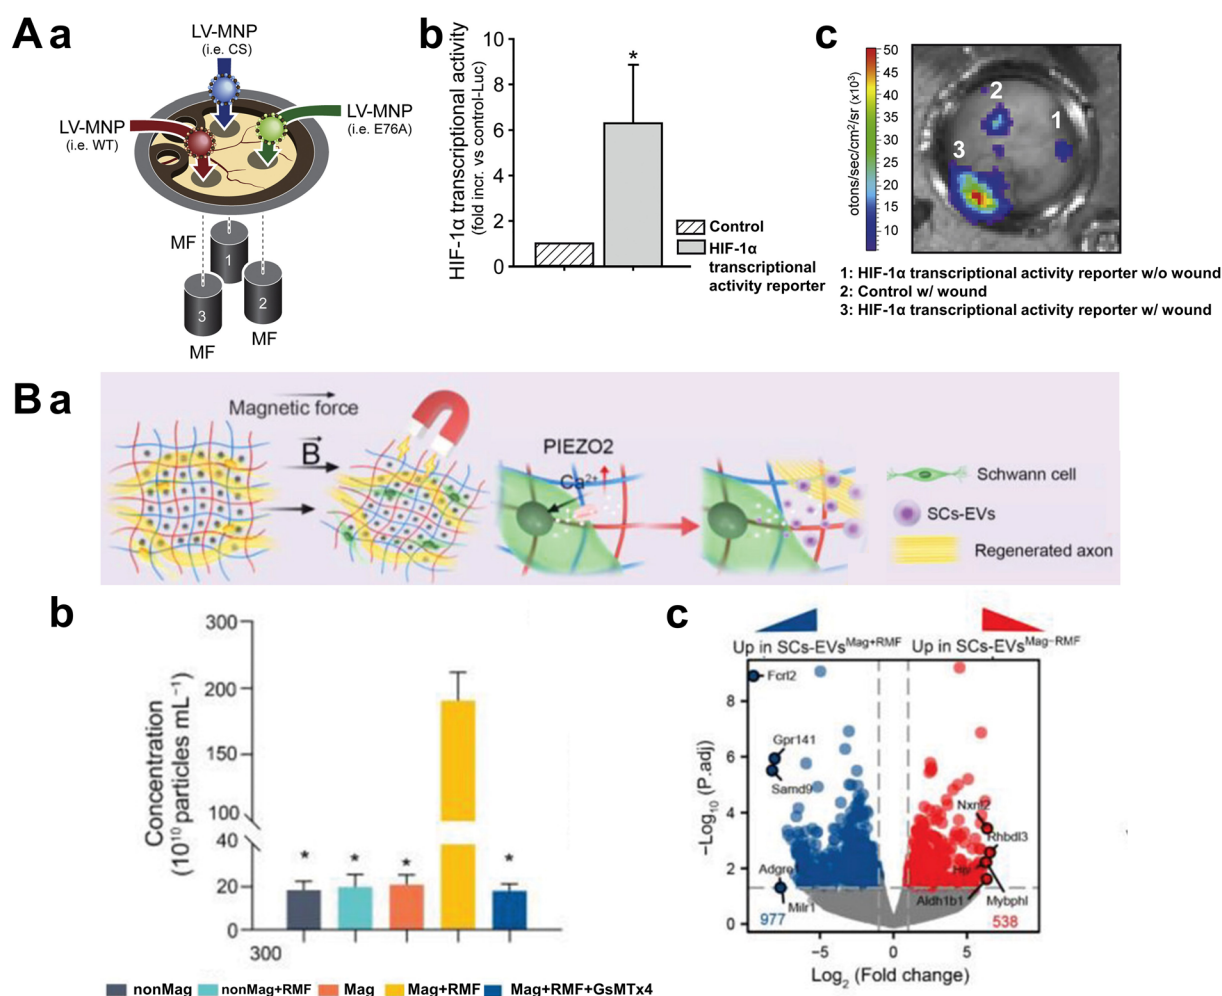 A a
LV-MNP
(i.e. CS)
LV-MNP
(i.e. WT)
LV-MNP
(i.e. E76A)
MF
1
2
3
MF
MF
b
HIF-1α transcriptional activity
(fold incr. vs control-Luc)
10
8
6
4
2
0
*
Control
HIF-1α
transcriptional
activity reporter
c
otons/sec/cm²/sr (x10³)
50
45
40
35
30
25
20
15
10
2
1
3
1: HIF-1α transcriptional activity reporter w/o wound
2: Control w/ wound
3: HIF-1α transcriptional activity reporter w/ wound
B a
Magnetic force
B
PIEZO2
Ca²⁺
Schwann cell
SCs-EVs
Regenerated axon
b
Concentration
(10¹⁰ particles mL⁻¹)
300
200
150
100
40
20
0
* * * *
300
nonMag nonMag+RMF Mag Mag+RMF Mag+RMF+GsMTx4
c
Up in SCs-EVsMag+RMF Up in SCs-EVsMag−RMF
−Log₁₀ (P.adj)
8
6
4
2
0
Fcrl2
Gpr141
Samd9
Nxnl2
Rhbdl3
Aldh1b1
Mybphl
Milr1
977
538
−5 0 5
Log₂ (Fold change)